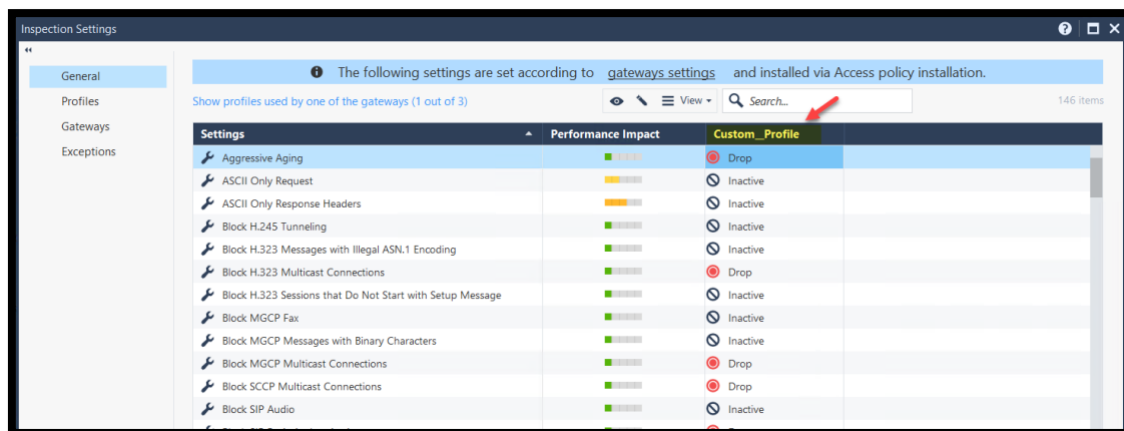 Inspection Settings
General
Profiles
Gateways
Exceptions
The following settings are set according to gateways settings and installed via Access policy installation.
Show profiles used by one of the gateways (1 out of 3)
View
Search...
146 items
Settings Performance Impact Custom_Profile
Aggressive Aging Drop
ASCII Only Request Inactive
ASCII Only Response Headers Inactive
Block H.245 Tunneling Inactive
Block H.323 Messages with Illegal ASN.1 Encoding Inactive
Block H.323 Multicast Connections Drop
Block H.323 Sessions that Do Not Start with Setup Message Inactive
Block MGCP Fax Inactive
Block MGCP Messages with Binary Characters Inactive
Block MGCP Multicast Connections Drop
Block SCCP Multicast Connections Drop
Block SIP Audio Inactive